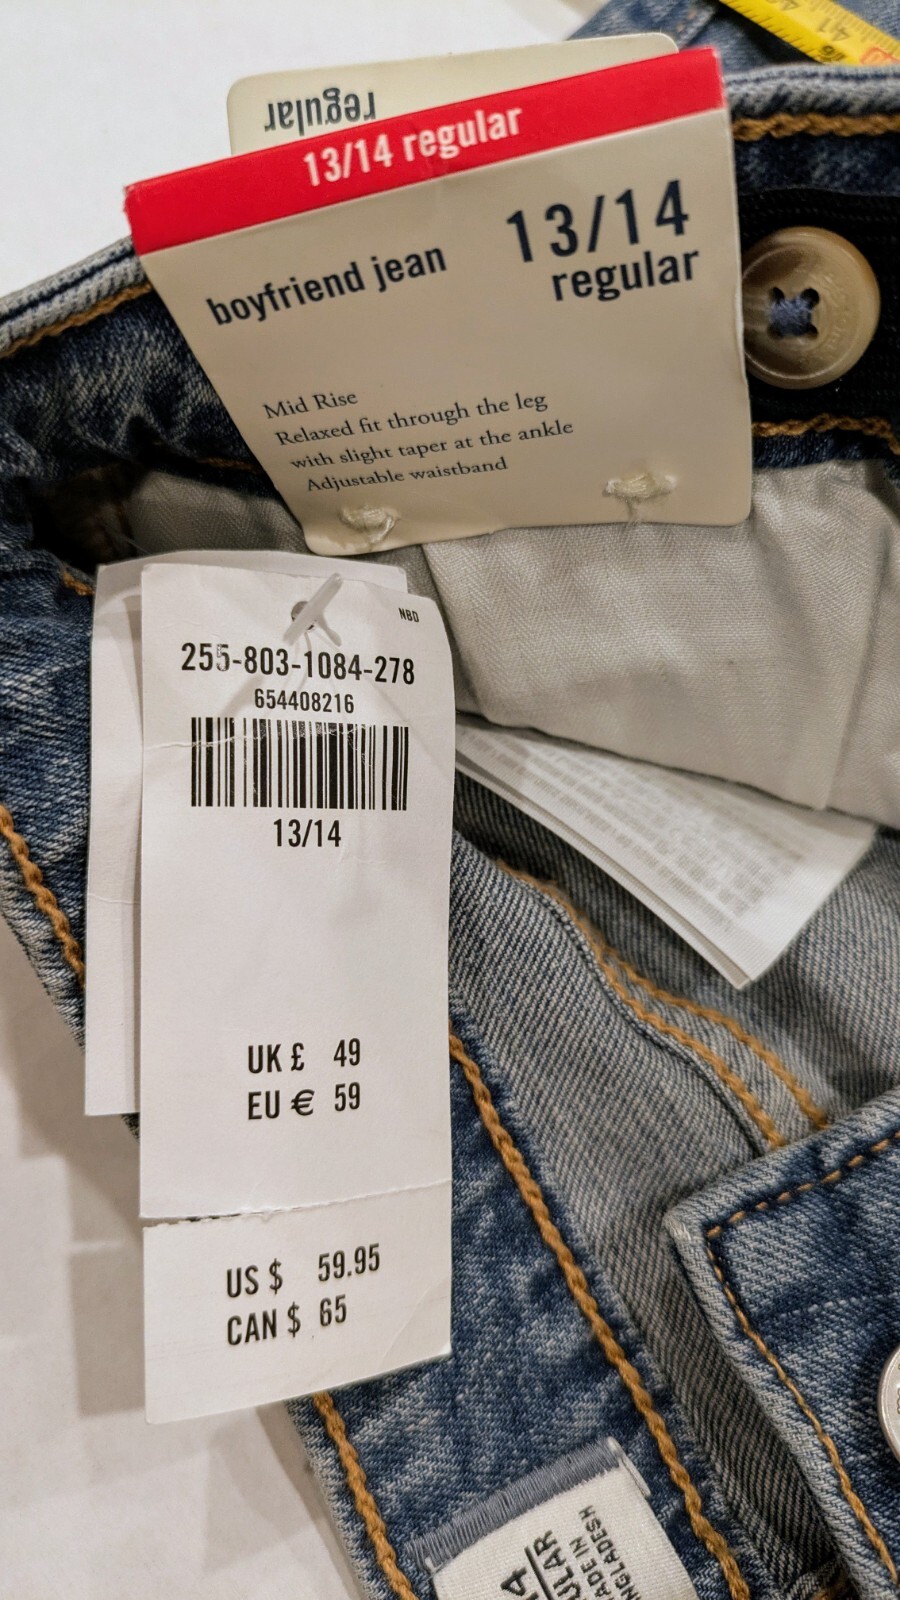 regular
13/14 regular
boyfriend jean
13/14
regular
Mid Rise
Relaxed fit through the leg
with slight taper at the ankle
Adjustable waistband
NBD
255-803-1084-278
654408216
13/14
UK £ 49
EU € 59
US $ 59.95
CAN $ 65
MADE IN